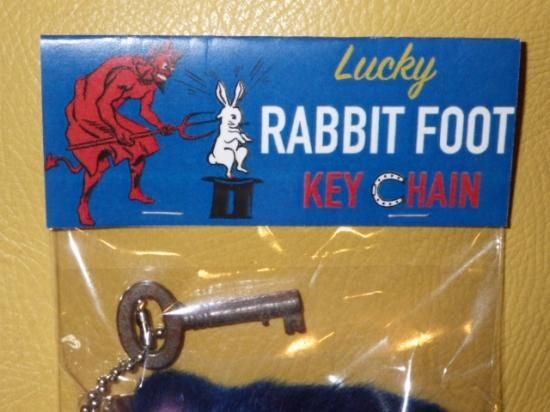 Lucky
RABBIT FOOT
KEY CHAIN